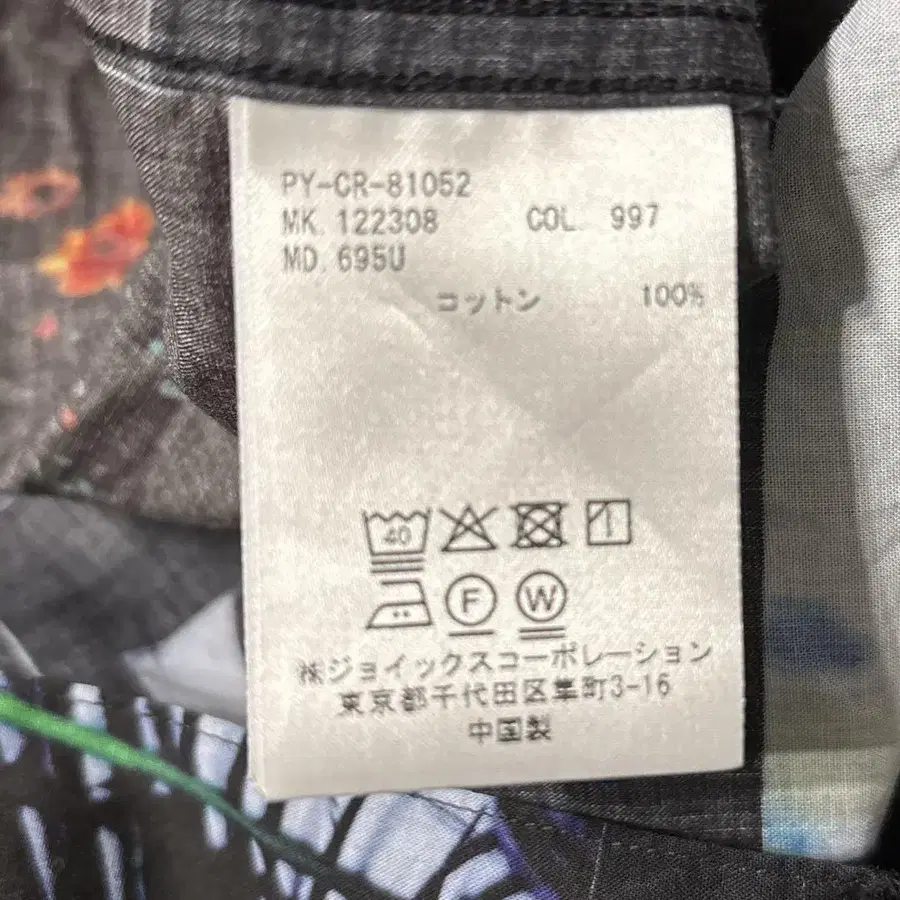 PY-CR-81052
MK. 122308 COL. 997
MD. 695U
コットン 100%
40
F W
㈱ジョイックスコーポレーション
東京都千代田区隼町3-16
中国製